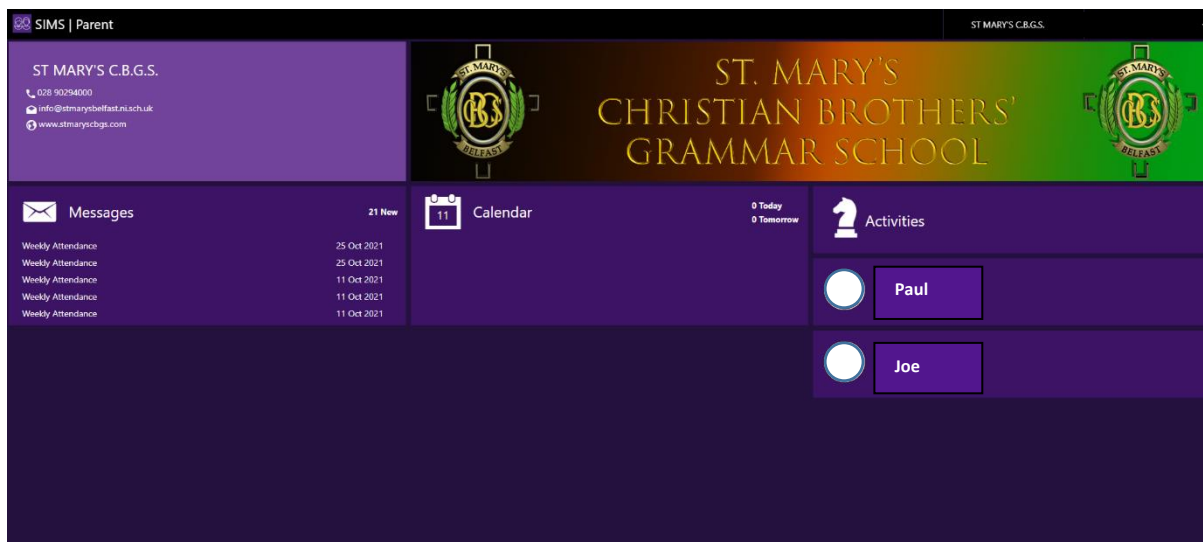 SIMS | Parent
ST MARY'S C.B.G.S.
ST MARY'S C.B.G.S.
028 90294000
info@stmarysbelfast.ni.sch.uk
www.stmaryscbgs.com
ST. MARY'S
CBS
BELFAST
ST. MARY'S
CHRISTIAN BROTHERS'
GRAMMAR SCHOOL
ST. MARY'S
CBS
BELFAST
Messages 21 New
Weekly Attendance 25 Oct 2021
Weekly Attendance 25 Oct 2021
Weekly Attendance 11 Oct 2021
Weekly Attendance 11 Oct 2021
Weekly Attendance 11 Oct 2021
11 Calendar
0 Today
0 Tomorrow
Activities
Paul
Joe